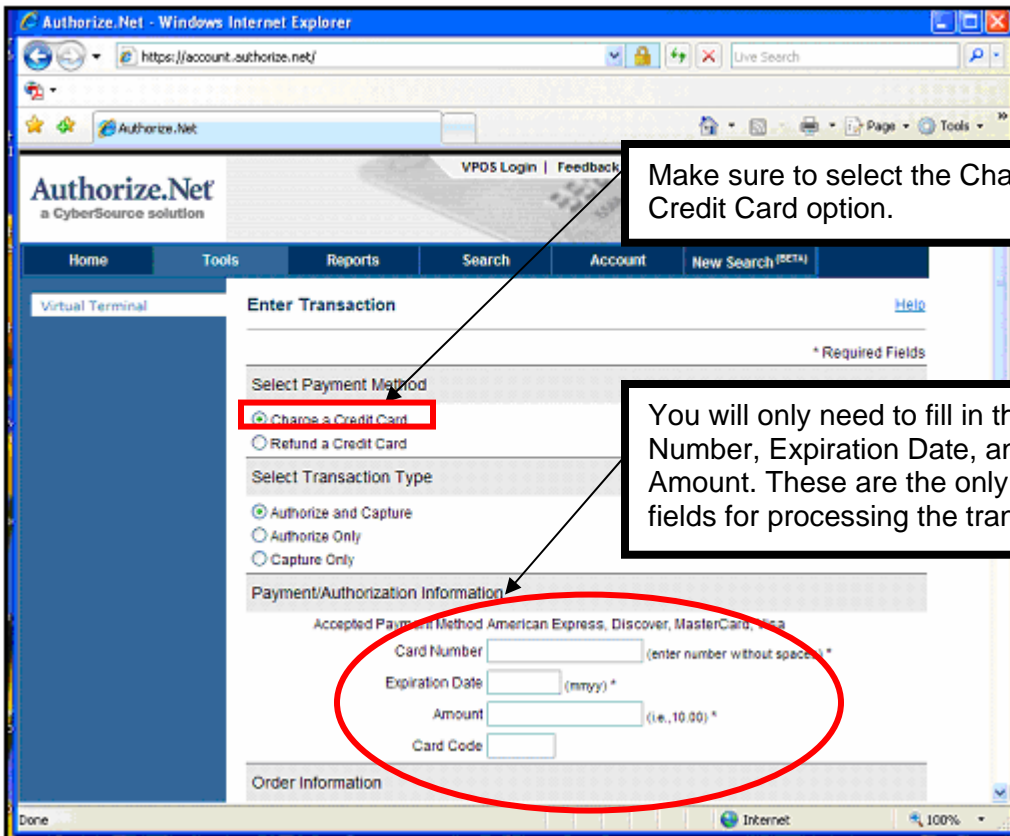 Authorize.Net - Windows Internet Explorer
https://account.authorize.net/
Live Search
Authorize.Net
Page
Tools
VPOS Login | Feedback
Authorize.Net
a CyberSource solution
Make sure to select the
Credit Card option.
Home Tools Reports Search Account New Search (BETA)
Virtual Terminal
Enter Transaction
Help
* Required Fields
Select Payment Method
Charge a Credit Card
Refund a Credit Card
You will only need to fill in
Number, Expiration Date,
Amount. These are the only
fields for processing the
Select Transaction Type
Authorize and Capture
Authorize Only
Capture Only
Payment/Authorization Information
Accepted Payment Method American Express, Discover, MasterCard, Visa
Card Number (enter number without spaces) *
Expiration Date (mmyy) *
Amount (i.e.,10.00) *
Card Code
Order Information
Done
Internet
100%